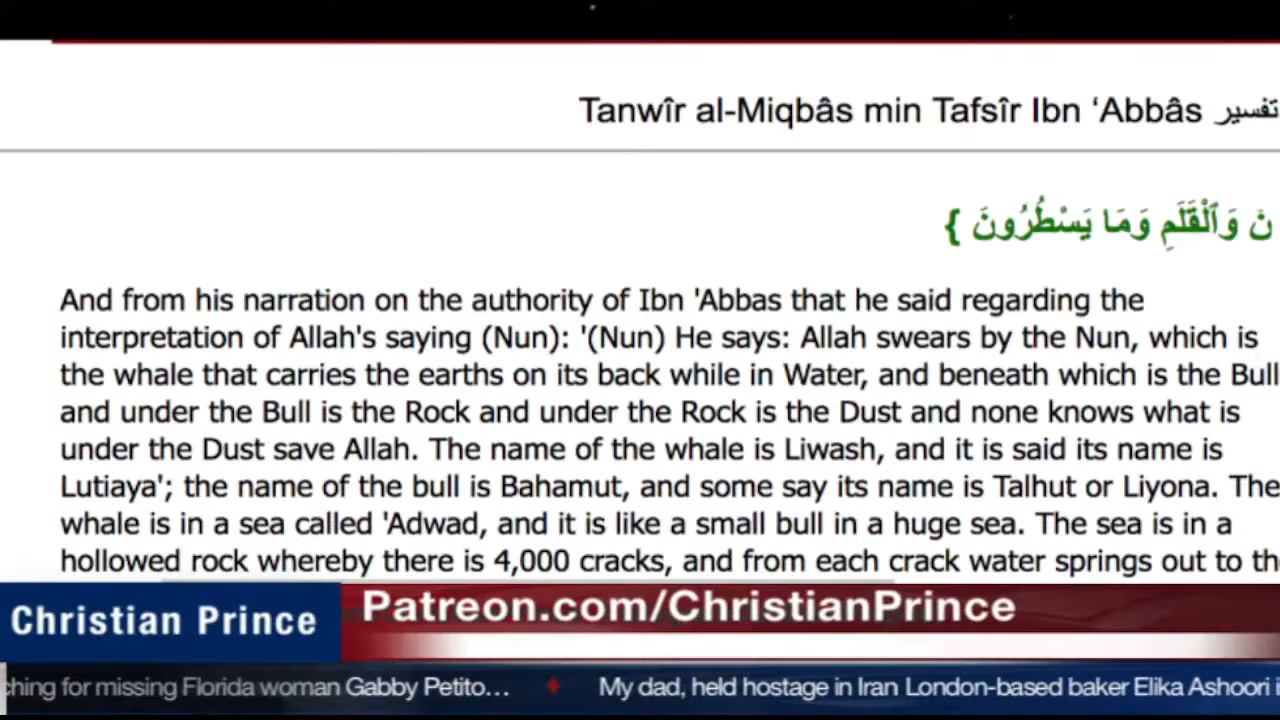 Tanwîr al-Miqbâs min Tafsîr Ibn ‘Abbâs تفسير
نۤ وَٱلْقَلَمِ وَمَا يَسْطُرُونَ }
And from his narration on the authority of Ibn 'Abbas that he said regarding the
interpretation of Allah's saying (Nun): '(Nun) He says: Allah swears by the Nun, which is
the whale that carries the earths on its back while in Water, and beneath which is the Bull
and under the Bull is the Rock and under the Rock is the Dust and none knows what is
under the Dust save Allah. The name of the whale is Liwash, and it is said its name is
Lutiaya'; the name of the bull is Bahamut, and some say its name is Talhut or Liyona. The
whale is in a sea called 'Adwad, and it is like a small bull in a huge sea. The sea is in a
hollowed rock whereby there is 4,000 cracks, and from each crack water springs out to th
Christian Prince
Patreon.com/ChristianPrince
ching for missing Florida woman Gabby Petito... My dad, held hostage in Iran London-based baker Elika Ashoori i